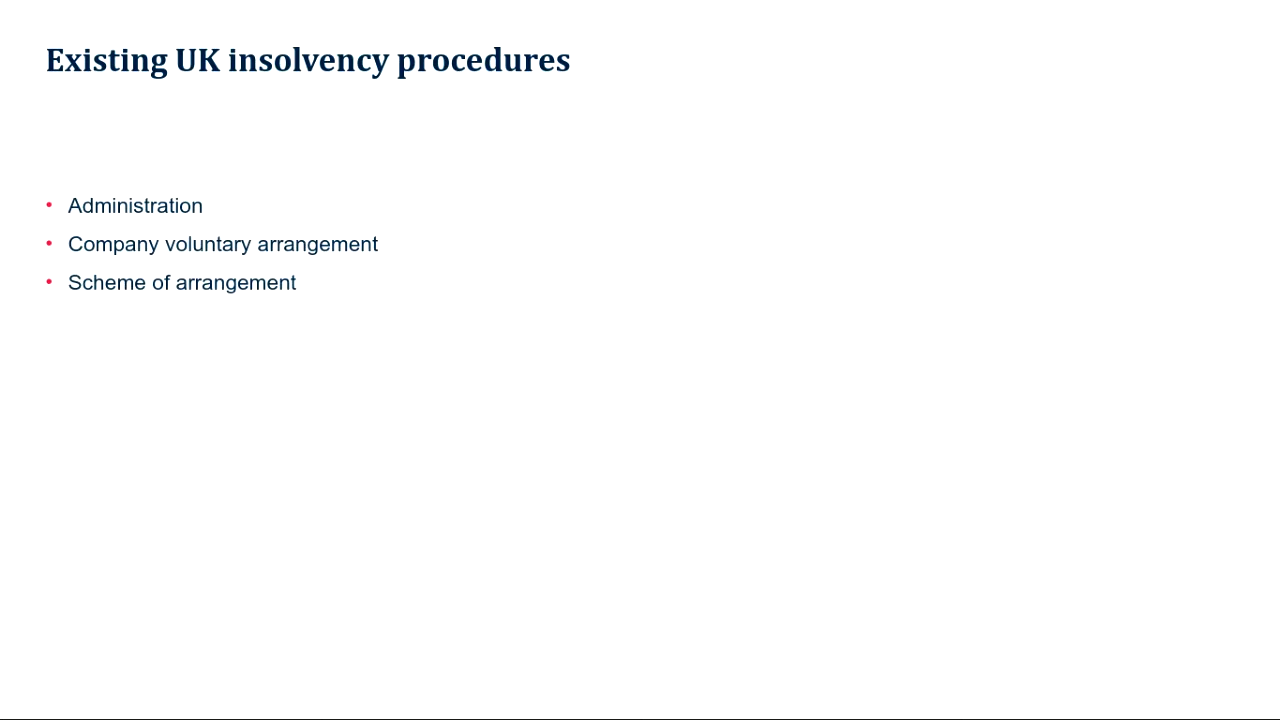 Existing UK insolvency procedures
• Administration
• Company voluntary arrangement
• Scheme of arrangement